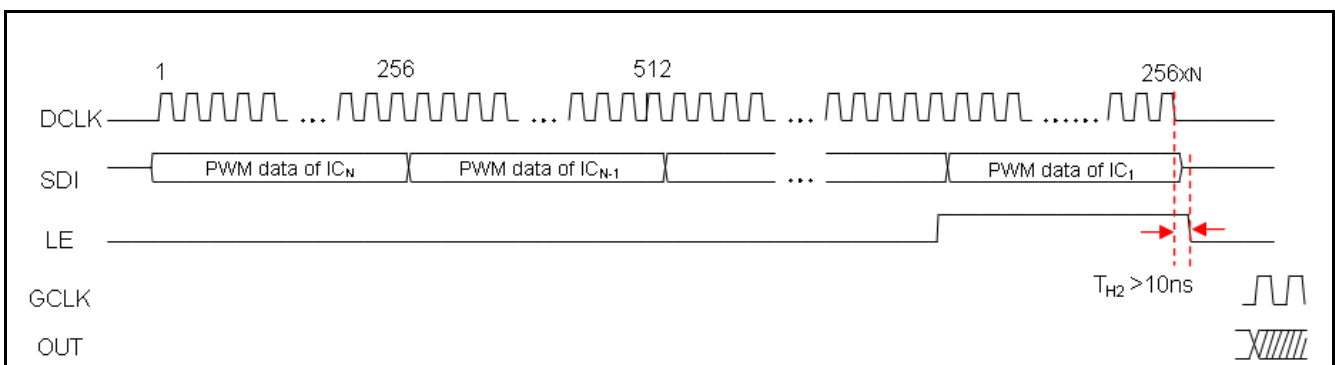 1 256 512 256xN
DCLK ... ... ... ......
SDI PWM data of ICN PWM data of ICN-1 ... PWM data of IC1
LE
TH2 >10ns
GCLK
OUT